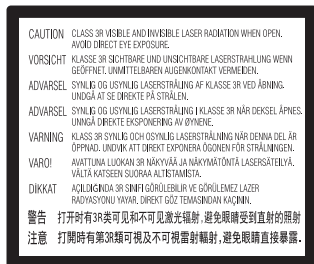 CAUTION CLASS 3R VISIBLE AND INVISIBLE LASER RADIATION WHEN OPEN.
AVOID DIRECT EYE EXPOSURE.
VORSICHT KLASSE 3R SICHTBARE UND UNSICHTBARE LASERSTRAHLUNG WENN
GEÖFFNET. UNMITTELBAREN AUGENKONTAKT VERMEIDEN.
ADVARSEL SYNLIG OG USYNLIG LASERSTRÅLING AF KLASSE 3R VED ÅBNING.
UNDGÅ AT SE DIREKTE PÅ STRÅLEN.
ADVARSEL SYNLIG OG USYNLIG LASERSTRÅLING I KLASSE 3R NÅR DEKSEL ÅPNES.
UNNGÅ DIREKTE EKSPONERING AV ØYNENE.
VARNING KLASS 3R SYNLIG OCH OSYNLIG LASERSTRÅLNING NÄR DENNA DEL ÄR
ÖPPNAD. UNDVIK ATT DIREKT EXPONERA ÖGONEN FÖR STRÅLNINGEN.
VARO! AVATTUNA LUOKAN 3R NÄKYVÄÄ JA NÄKYMÄTÖNTÄ LASERSÄTEILYÄ.
VÄLTÄ KATSEEN SUORAA ALTISTAMISTA.
DİKKAT AÇILDIĞINDA 3R SINIFI GÖRÜLEBİLİR VE GÖRÜLEMEZ LAZER
RADYASYONU YAYAR. DİREKT GÖZ TEMASINDAN KAÇININ.
警告 打开时有3R类可见和不可见激光辐射,避免眼睛受到直射的照射
注意 打開時有第3R類可視及不可視雷射輻射,避免眼睛直接暴露。